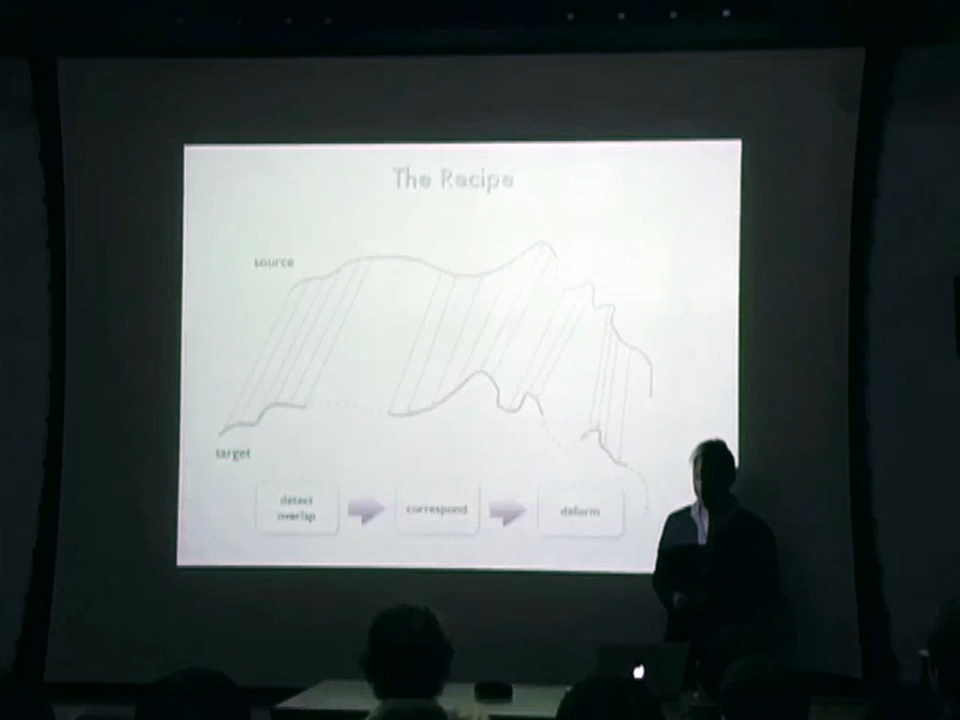 The Recipe
source
target
detect
overlap
correspond
deform